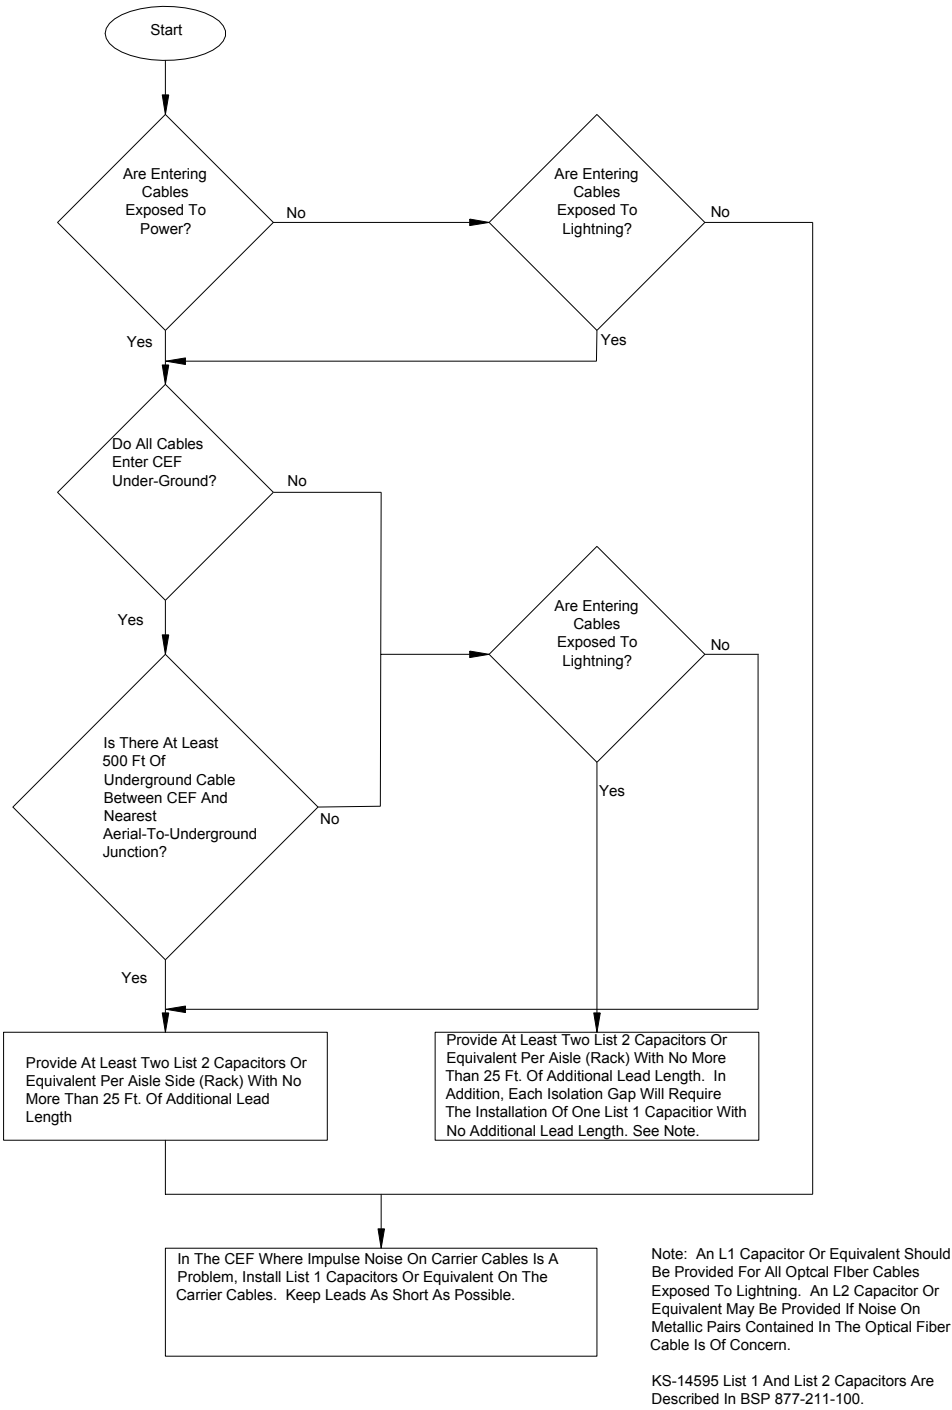 Start
Are Entering
Cables
Exposed To
Power?
No
Are Entering
Cables
Exposed To
Lightning?
No
Yes
Yes
Do All Cables
Enter CEF
Under-Ground?
No
Yes
Are Entering
Cables
Exposed To
Lightning?
No
Yes
Is There At Least
500 Ft Of
Underground Cable
Between CEF And
Nearest
Aerial-To-Underground
Junction?
No
Yes
Provide At Least Two List 2 Capacitors Or
Equivalent Per Aisle Side (Rack) With No
More Than 25 Ft. Of Additional Lead
Length
Provide At Least Two List 2 Capacitors Or
Equivalent Per Aisle (Rack) With No More
Than 25 Ft. Of Additional Lead Length. In
Addition, Each Isolation Gap Will Require
The Installation Of One List 1 Capacitior With
No Additional Lead Length. See Note.
In The CEF Where Impulse Noise On Carrier Cables Is A
Problem, Install List 1 Capacitors Or Equivalent On The
Carrier Cables. Keep Leads As Short As Possible.
Note: An L1 Capacitor Or Equivalent Should
Be Provided For All Optcal FIber Cables
Exposed To Lightning. An L2 Capacitor Or
Equivalent May Be Provided If Noise On
Metallic Pairs Contained In The Optical Fiber
Cable Is Of Concern.
KS-14595 List 1 And List 2 Capacitors Are
Described In BSP 877-211-100.